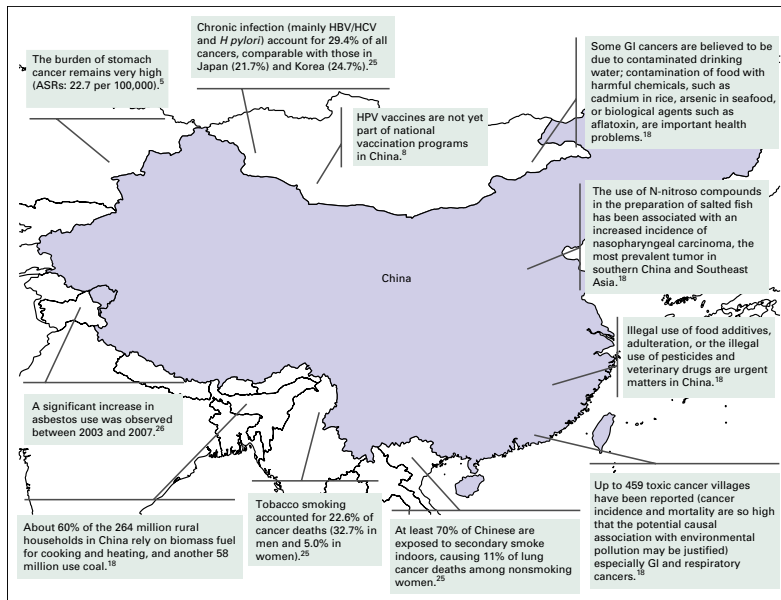 Chronic infection (mainly HBV/HCV
and H pylori) account for 29.4% of all
cancers, comparable with those in
Japan (21.7%) and Korea (24.7%).25
The burden of stomach
cancer remains very high
(ASRs: 22.7 per 100,000).5
HPV vaccines are not yet
part of national
vaccination programs
in China.8
Some GI cancers are believed to be
due to contaminated drinking
water; contamination of food with
harmful chemicals, such as
cadmium in rice, arsenic in seafood,
or biological agents such as
aflatoxin, are important health
problems.18
The use of N-nitroso compounds
in the preparation of salted fish
has been associated with an
increased incidence of
nasopharyngeal carcinoma, the
most prevalent tumor in
southern China and Southeast
Asia.18
China
Illegal use of food additives,
adulteration, or the illegal
use of pesticides and
veterinary drugs are urgent
matters in China.18
A significant increase in
asbestos use was observed
between 2003 and 2007.26
About 60% of the 264 million rural
households in China rely on biomass fuel
for cooking and heating, and another 58
million use coal.18
Tobacco smoking
accounted for 22.6% of
cancer deaths (32.7% in
men and 5.0% in
women).25
At least 70% of Chinese are
exposed to secondary smoke
indoors, causing 11% of lung
cancer deaths among nonsmoking
women.25
Up to 459 toxic cancer villages
have been reported (cancer
incidence and mortality are so high
that the potential causal
association with environmental
pollution may be justified)
especially GI and respiratory
cancers.18